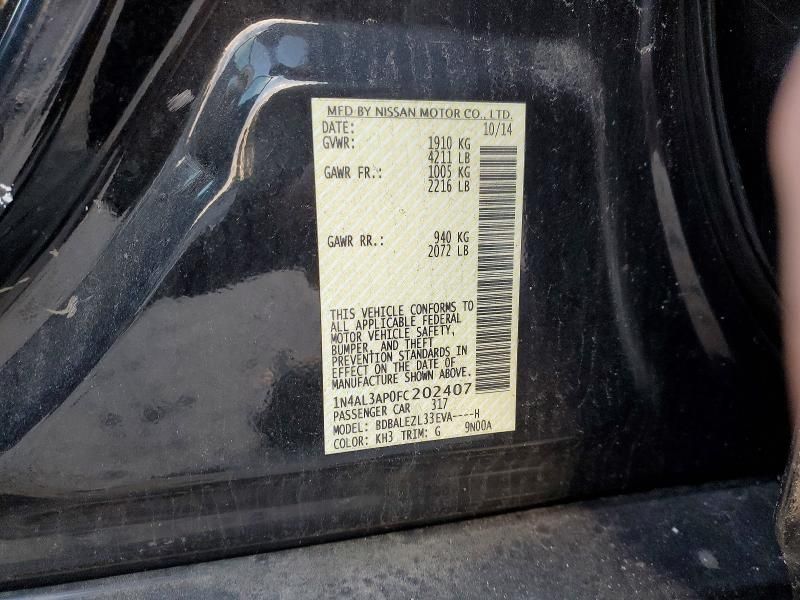 MFD BY NISSAN MOTOR CO., LTD.
DATE: 10/14
GVWR: 1910 KG
4211 LB
GAWR FR.: 1005 KG
2216 LB
GAWR RR.: 940 KG
2072 LB
THIS VEHICLE CONFORMS TO
ALL APPLICABLE FEDERAL
MOTOR VEHICLE SAFETY,
BUMPER, AND THEFT
PREVENTION STANDARDS IN
EFFECT ON THE DATE OF
MANUFACTURE SHOWN ABOVE.
1N4AL3AP0FC202407
PASSENGER CAR 317
MODEL: BDBALEZL33EVA----H
COLOR: KH3 TRIM: G 9N00A